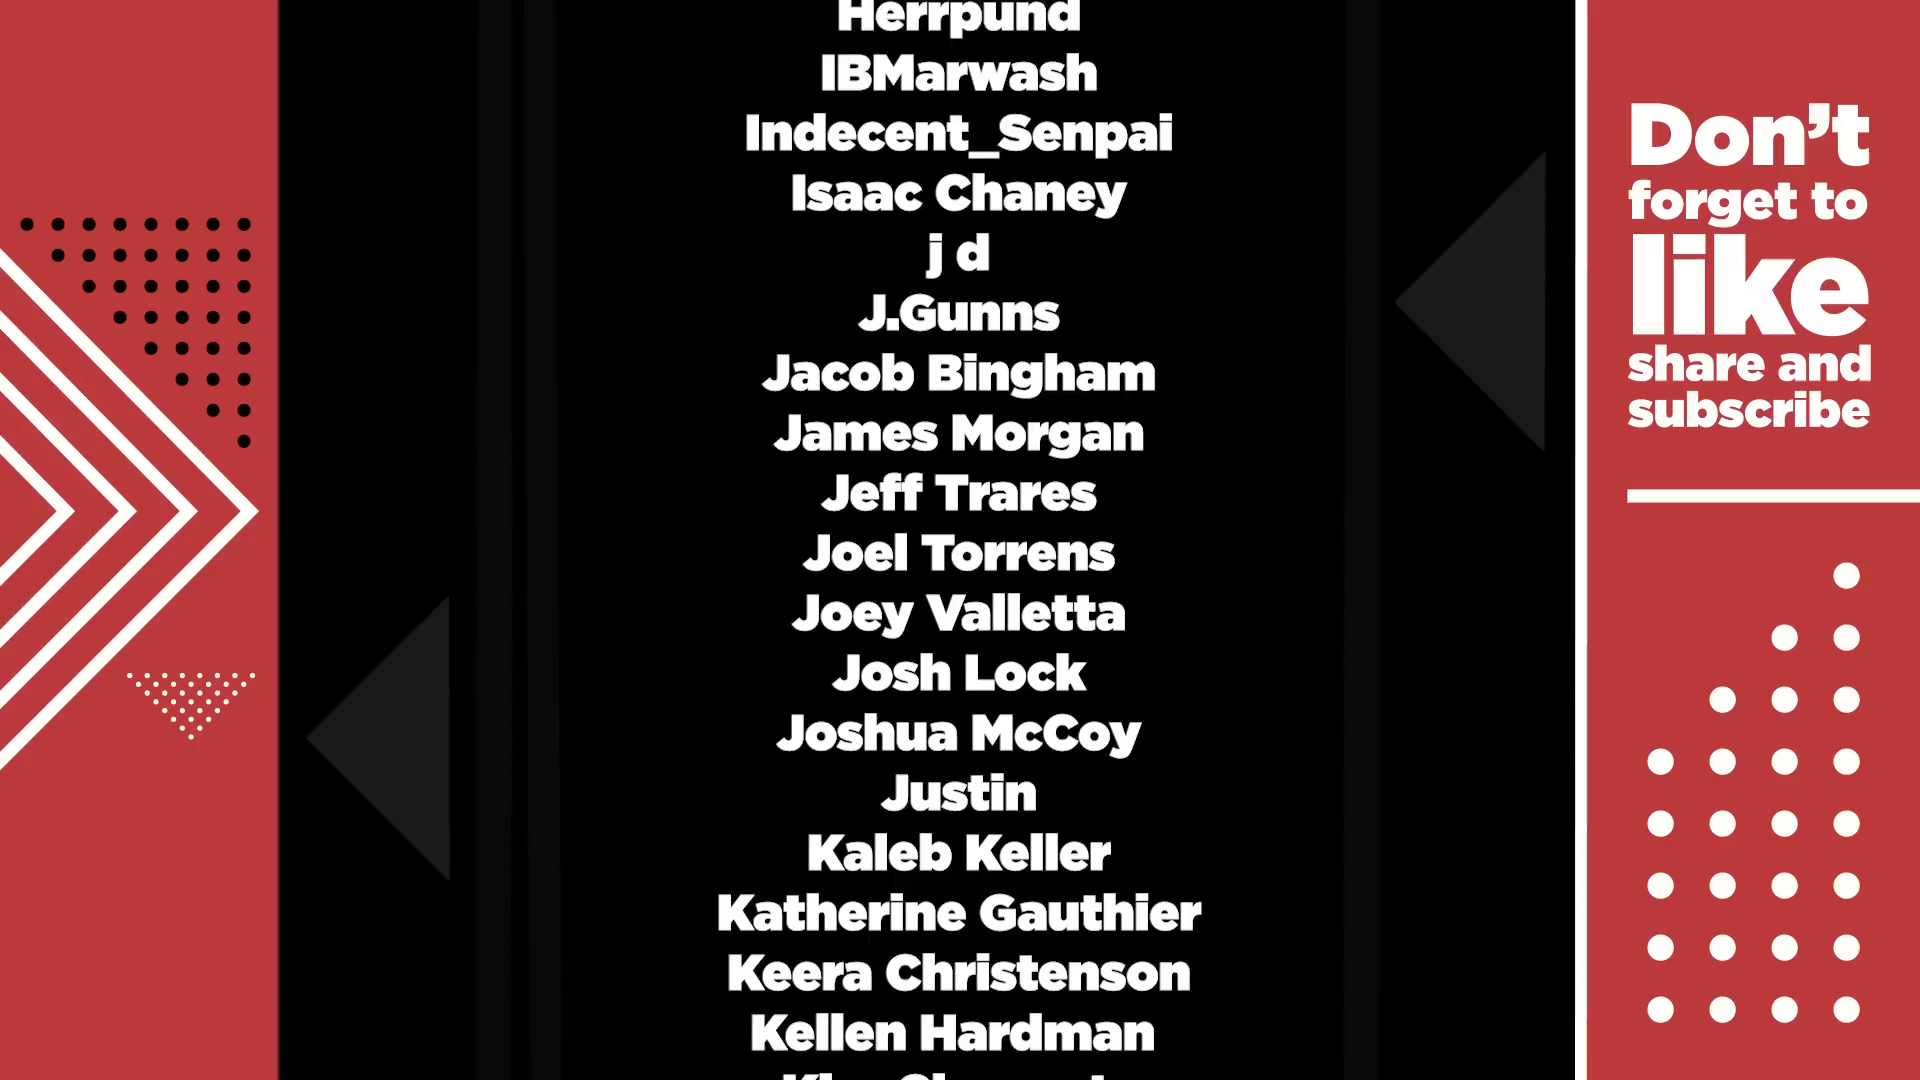 Herrpund
IBMarwash
Indecent_Senpai
Isaac Chaney
j d
J.Gunns
Jacob Bingham
James Morgan
Jeff Trares
Joel Torrens
Joey Valletta
Josh Lock
Joshua McCoy
Justin
Kaleb Keller
Katherine Gauthier
Keera Christenson
Kellen Hardman
Don't
forget to
like
share and
subscribe